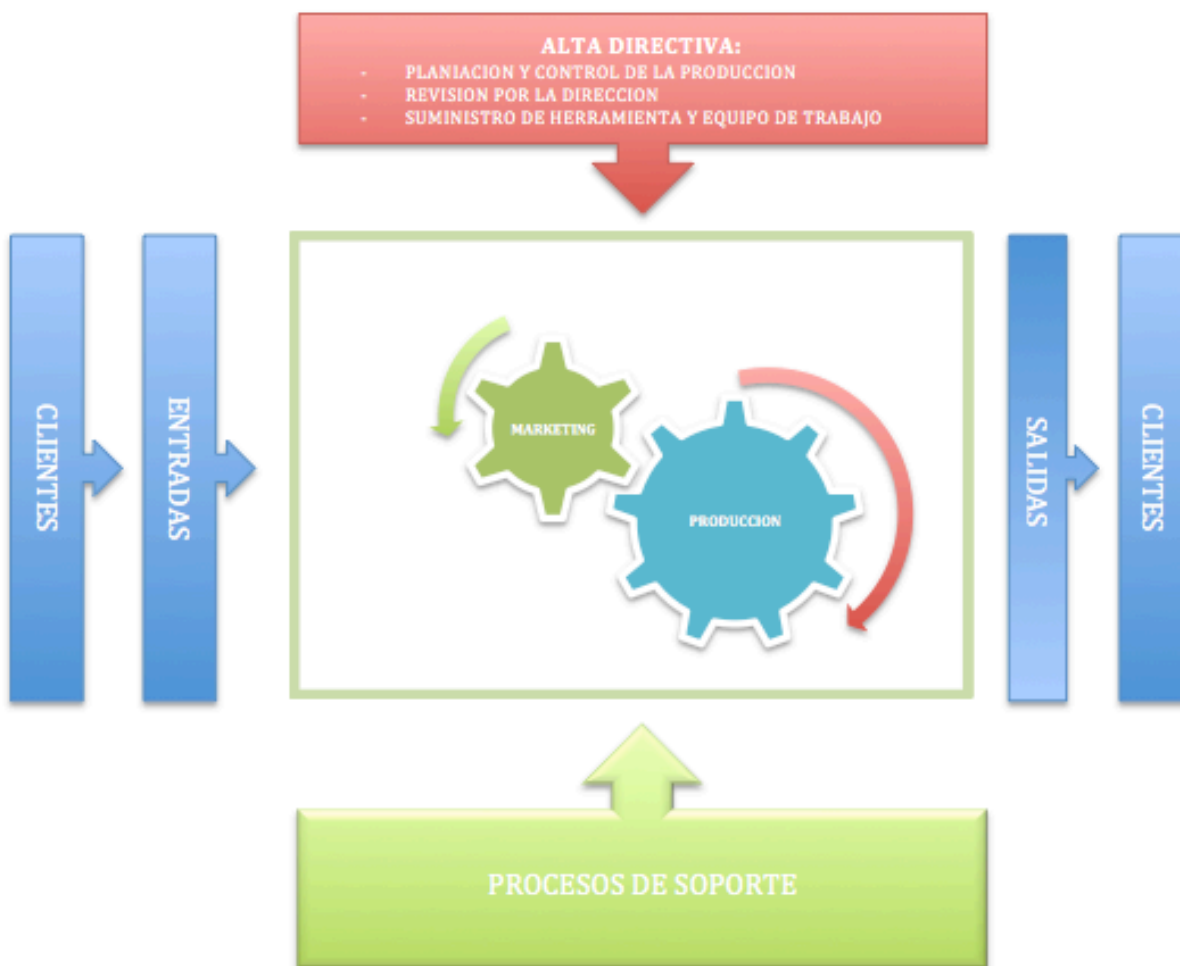 ALTA DIRECTIVA:
- PLANIACION Y CONTROL DE LA PRODUCCION
- REVISION POR LA DIRECCION
- SUMINISTRO DE HERRAMIENTA Y EQUIPO DE TRABAJO
CLIENTES
ENTRADAS
MARKETING
PRODUCCION
SALIDAS
CLIENTES
PROCESOS DE SOPORTE